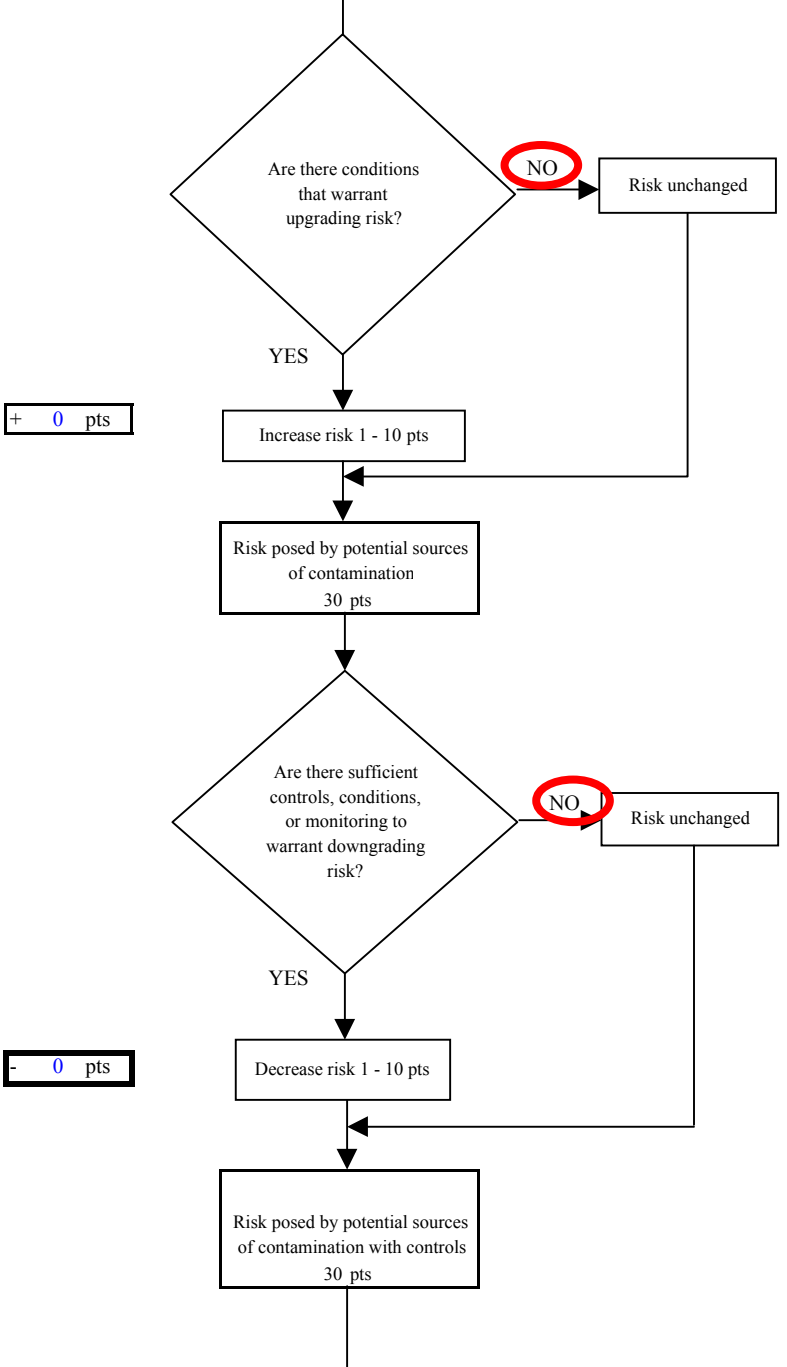 Are there conditions
that warrant
upgrading risk?
NO
Risk unchanged
YES
+ 0 pts
Increase risk 1 - 10 pts
Risk posed by potential sources
of contamination
30 pts
Are there sufficient
controls, conditions,
or monitoring to
warrant downgrading
risk?
NO
Risk unchanged
YES
- 0 pts
Decrease risk 1 - 10 pts
Risk posed by potential sources
of contamination with controls
30 pts